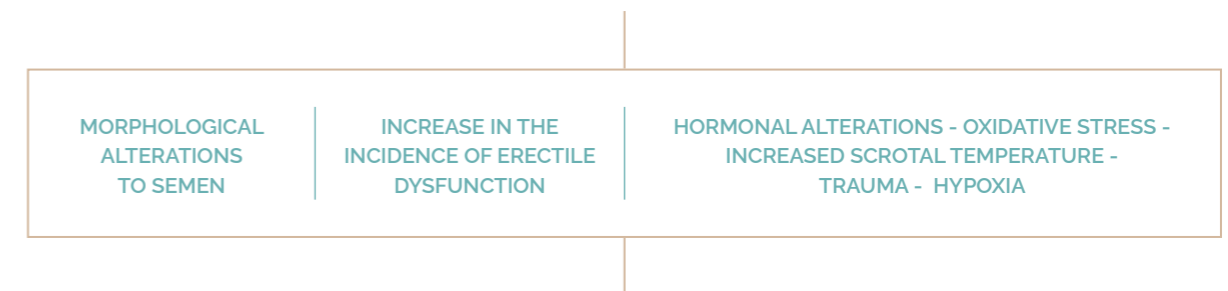 MORPHOLOGICAL
ALTERATIONS
TO SEMEN
INCREASE IN THE
INCIDENCE OF ERECTILE
DYSFUNCTION
HORMONAL ALTERATIONS - OXIDATIVE STRESS -
INCREASED SCROTAL TEMPERATURE -
TRAUMA - HYPOXIA